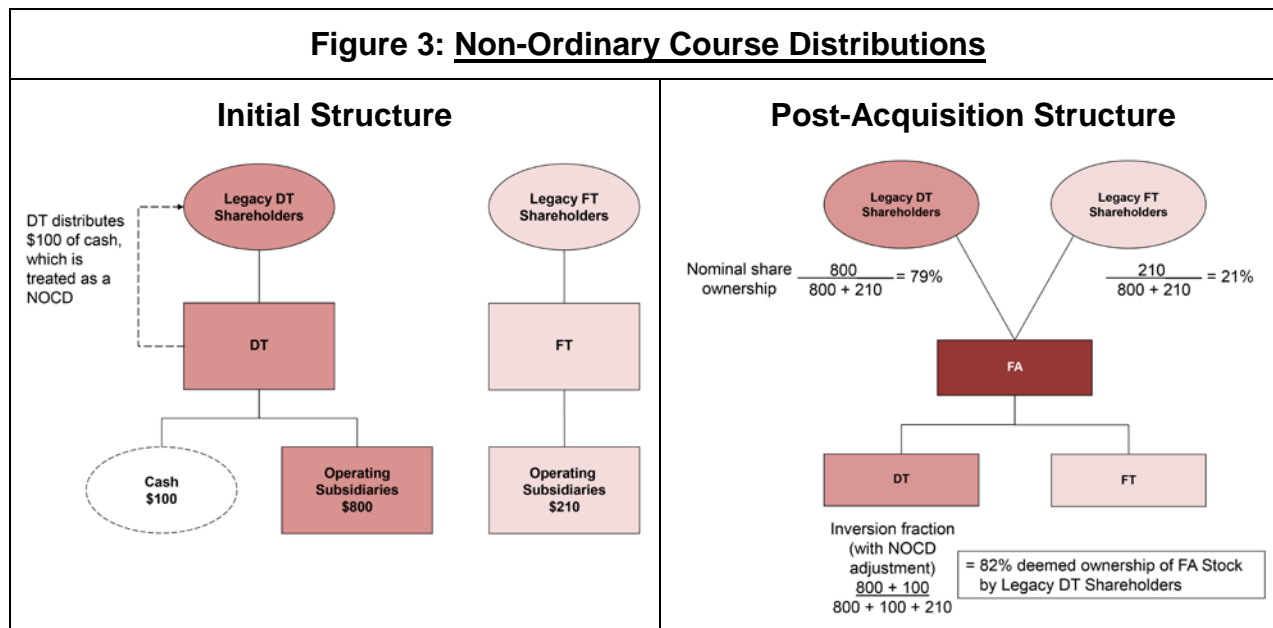 Figure 3: Non-Ordinary Course Distributions
Initial Structure
Legacy DT
Shareholders
Legacy FT
Shareholders
DT distributes
$100 of cash,
which is
treated as a
NOCD
DT
FT
Cash
$100
Operating
Subsidiaries
$800
Operating
Subsidiaries
$210
Post-Acquisition Structure
Legacy DT
Shareholders
Legacy FT
Shareholders
Nominal share
ownership
800
800 + 210
= 79%
210
800 + 210
= 21%
FA
DT
FT
Inversion fraction
(with NOCD
adjustment)
800 + 100
800 + 100 + 210
= 82% deemed ownership of FA Stock
by Legacy DT Shareholders